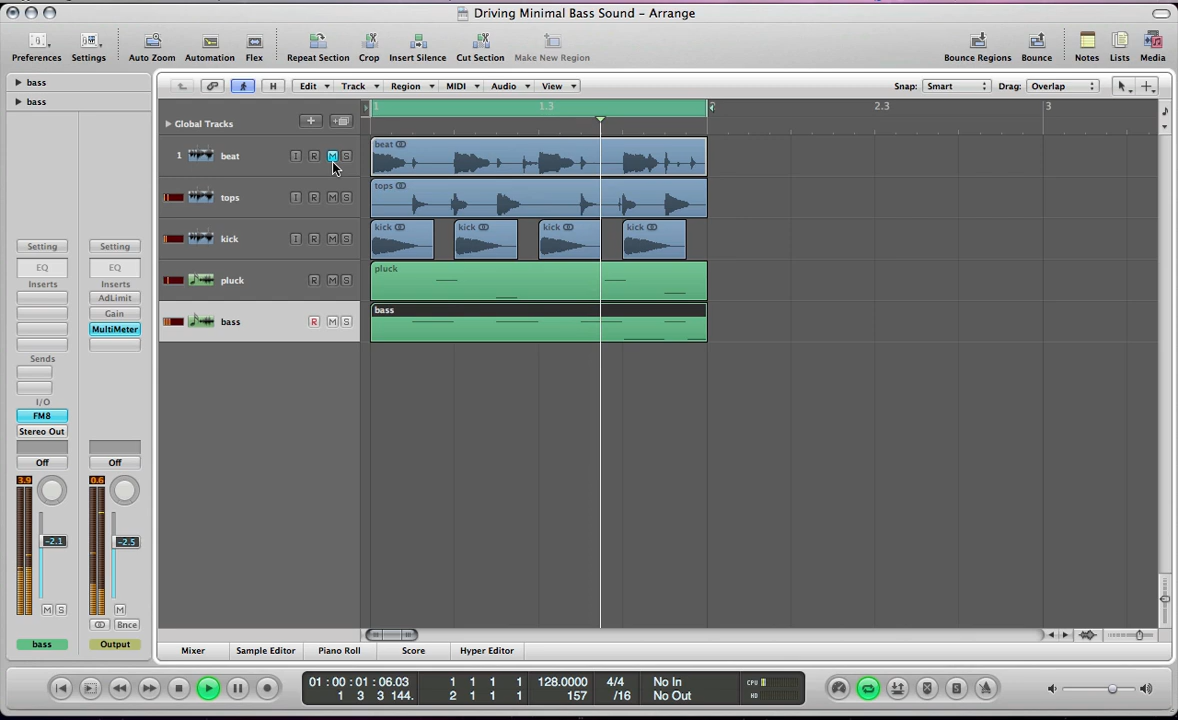 Driving Minimal Bass Sound – Arrange
Preferences Settings Auto Zoom Automation Flex Repeat Section Crop Insert Silence Cut Section Make New Region Bounce Regions Bounce Notes Lists Media
bass
bass
H Edit Track Region MIDI Audio View Snap: Smart Drag: Overlap
Global Tracks
1 1.3 2 2.3 3
1 beat I R M S
beat
tops I R M S
tops
kick I R M S
kick kick kick kick
pluck R M S
pluck
bass R M S
bass
Setting Setting
EQ EQ
Inserts Inserts
AdLimit
Gain
MultiMeter
Sends
I/O
FM8
Stereo Out
Off Off
3.9 0.6
-2.1 -2.5
M S M
Bnce
bass Output
Mixer Sample Editor Piano Roll Score Hyper Editor
01 : 00 : 01 : 06.03 1 1 1 1 128.0000 4/4 No In CPU
1 3 3 144. 2 1 1 1 157 /16 No Out HD
S